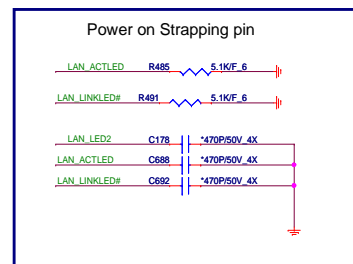 Power on Strapping pin
LAN_ACTLED R485 5.1K/F_6
LAN_LINKLED# R491 5.1K/F_6
LAN_LED2 C178 *470P/50V_4X
LAN_ACTLED C688 *470P/50V_4X
LAN_LINKLED# C692 *470P/50V_4X